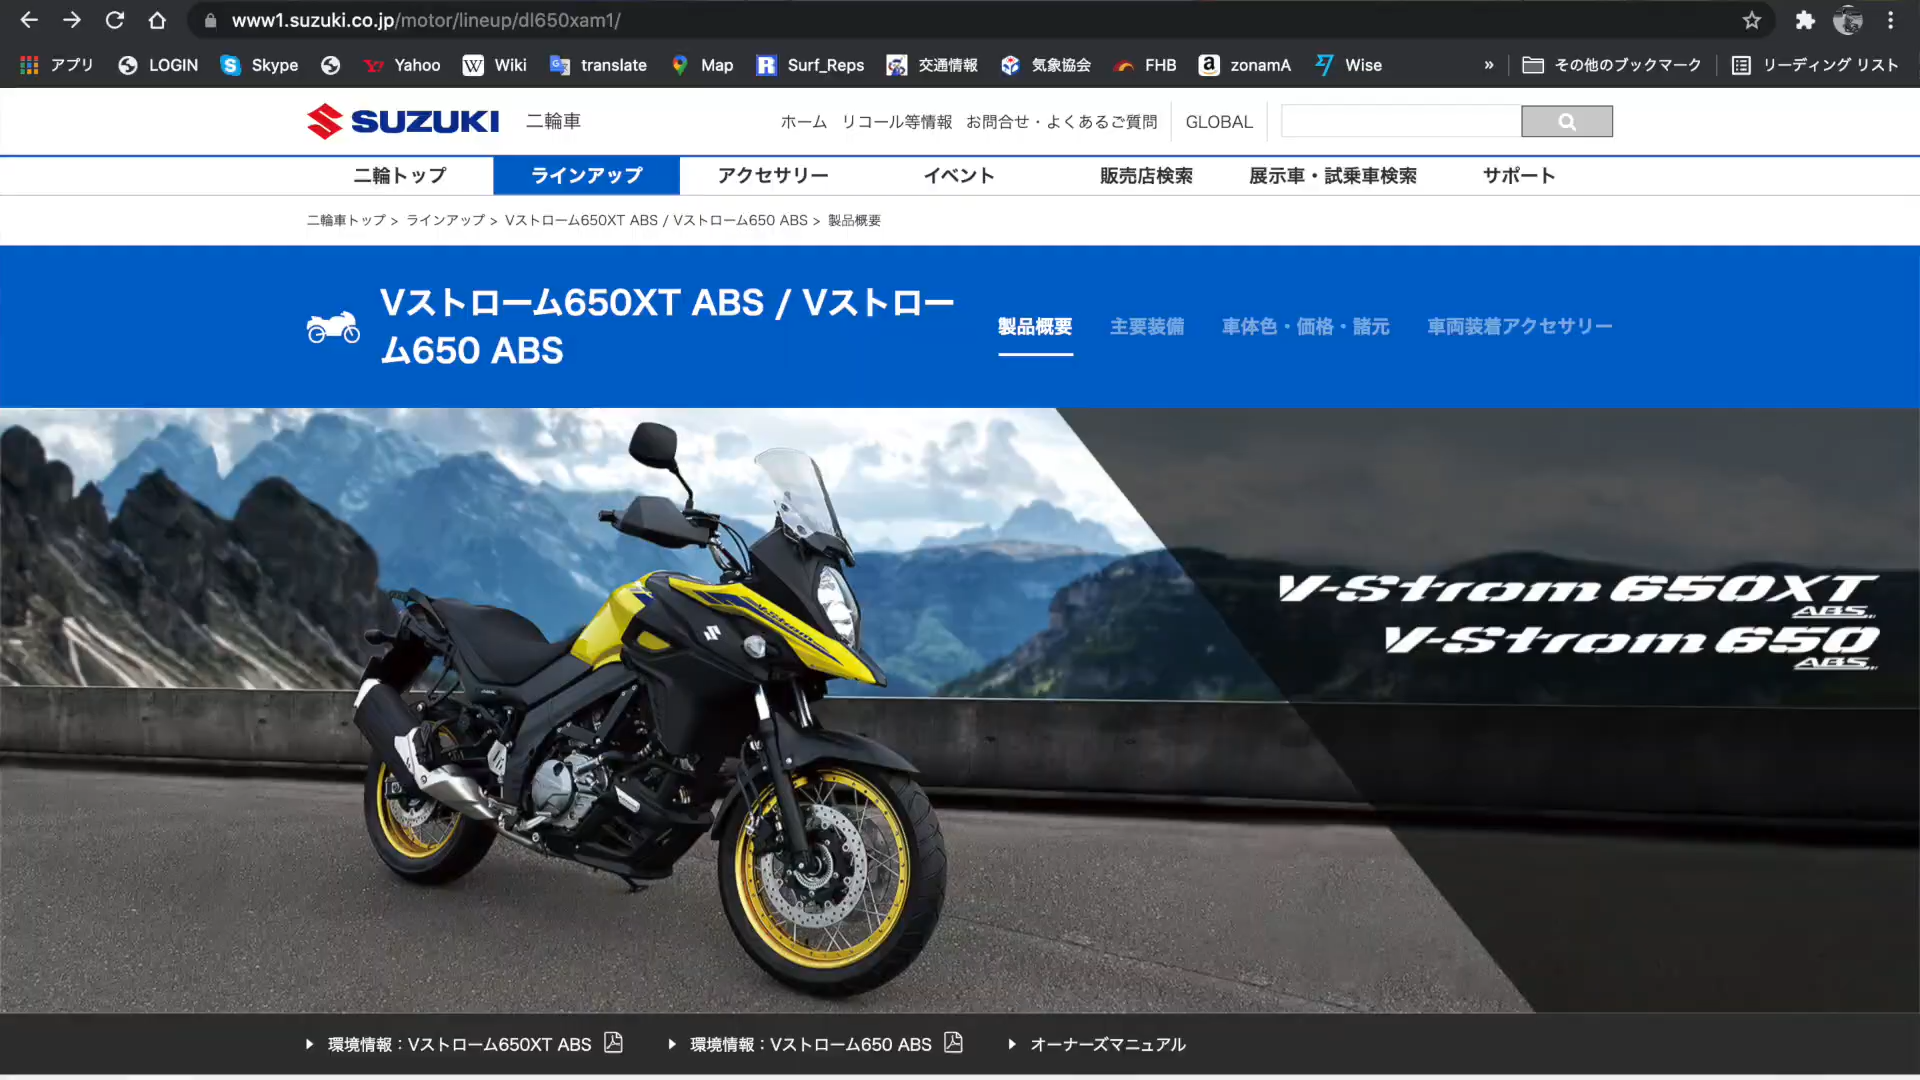 www1.suzuki.co.jp/motor/lineup/dl650xam1/
アプリ LOGIN Skype Yahoo Wiki translate Map Surf_Reps 交通情報 気象協会 FHB zonamA Wise » その他のブックマーク リーディング リスト
SUZUKI 二輪車 ホーム リコール等情報 お問合せ・よくあるご質問 GLOBAL
二輪トップ ラインアップ アクセサリー イベント 販売店検索 展示車・試乗車検索 サポート
二輪車トップ > ラインアップ > Vストローム650XT ABS / Vストローム650 ABS > 製品概要
Vストローム650XT ABS / Vストロー
ム650 ABS
製品概要 主要装備 車体色・価格・諸元 車両装着アクセサリー
V-Strom 650XT
ABS
V-Strom 650
ABS
環境情報：Vストローム650XT ABS 環境情報：Vストローム650 ABS オーナーズマニュアル